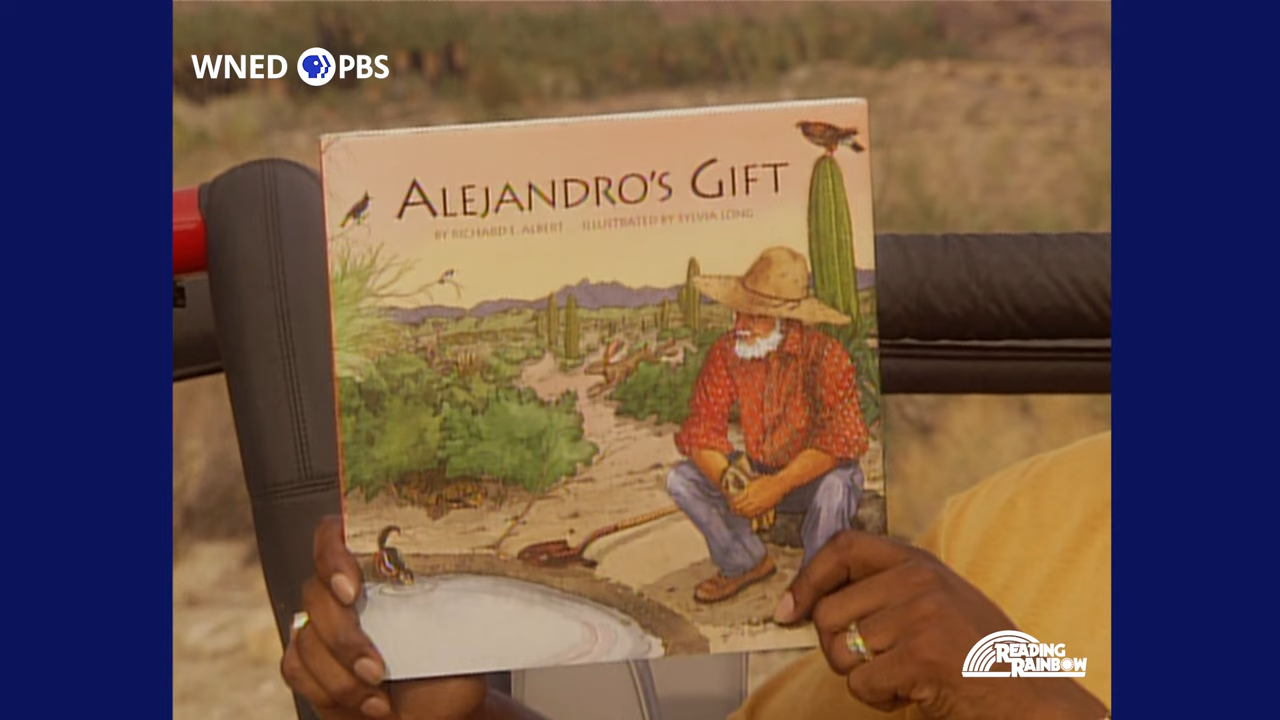 WNED PBS
ALEJANDRO'S GIFT
BY RICHARD E. ALBERT ILLUSTRATED BY SYLVIA LONG
READING
RAINBOW